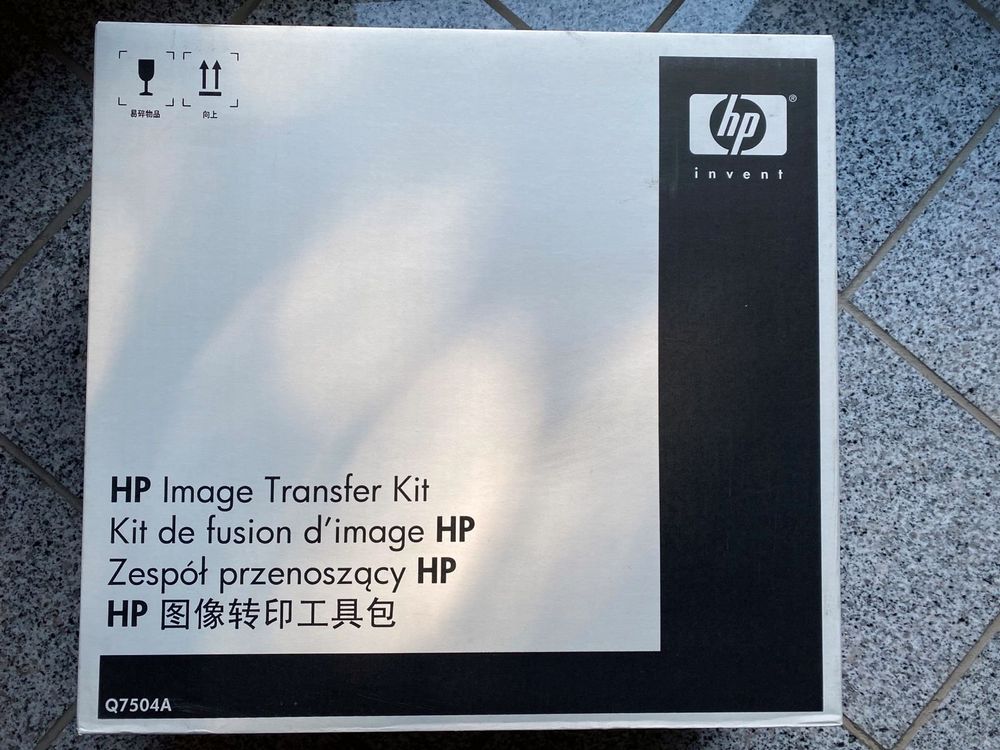 易碎物品
向上
hp®
invent
HP Image Transfer Kit
Kit de fusion d'image HP
Zespół przenoszący HP
HP 图像转印工具包
Q7504A